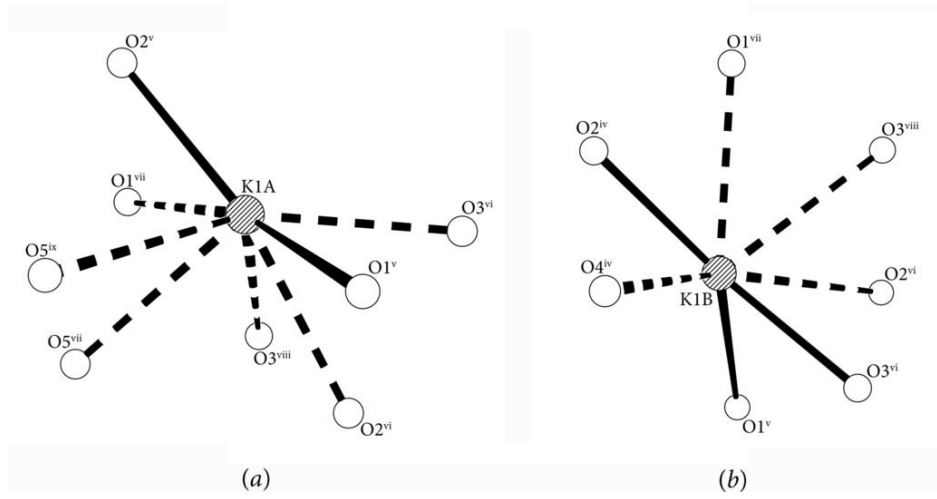 O2ᵛ
O1ᵛⁱⁱ
K1A
O3ᵛⁱ
O5ⁱˣ
O1ᵛ
O5ᵛⁱⁱ
O3ᵛⁱⁱⁱ
O2ᵛⁱ
(a)
O1ᵛⁱⁱ
O2ⁱᵛ
O3ᵛⁱⁱⁱ
O4ⁱᵛ
K1B
O2ᵛⁱ
O3ᵛⁱ
O1ᵛ
(b)